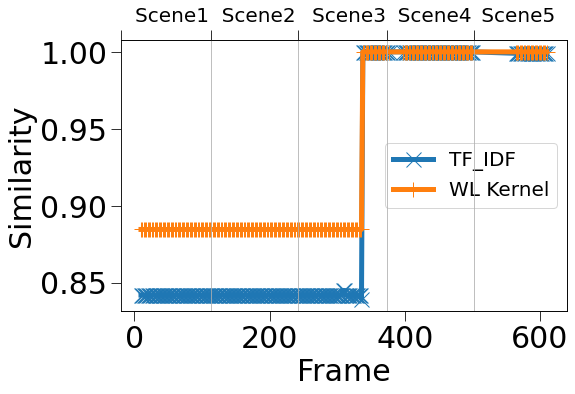 Scene1 Scene2 Scene3 Scene4 Scene5
1.00
0.95
0.90
0.85
Similarity
TF_IDF
WL Kernel
0 200 400 600
Frame